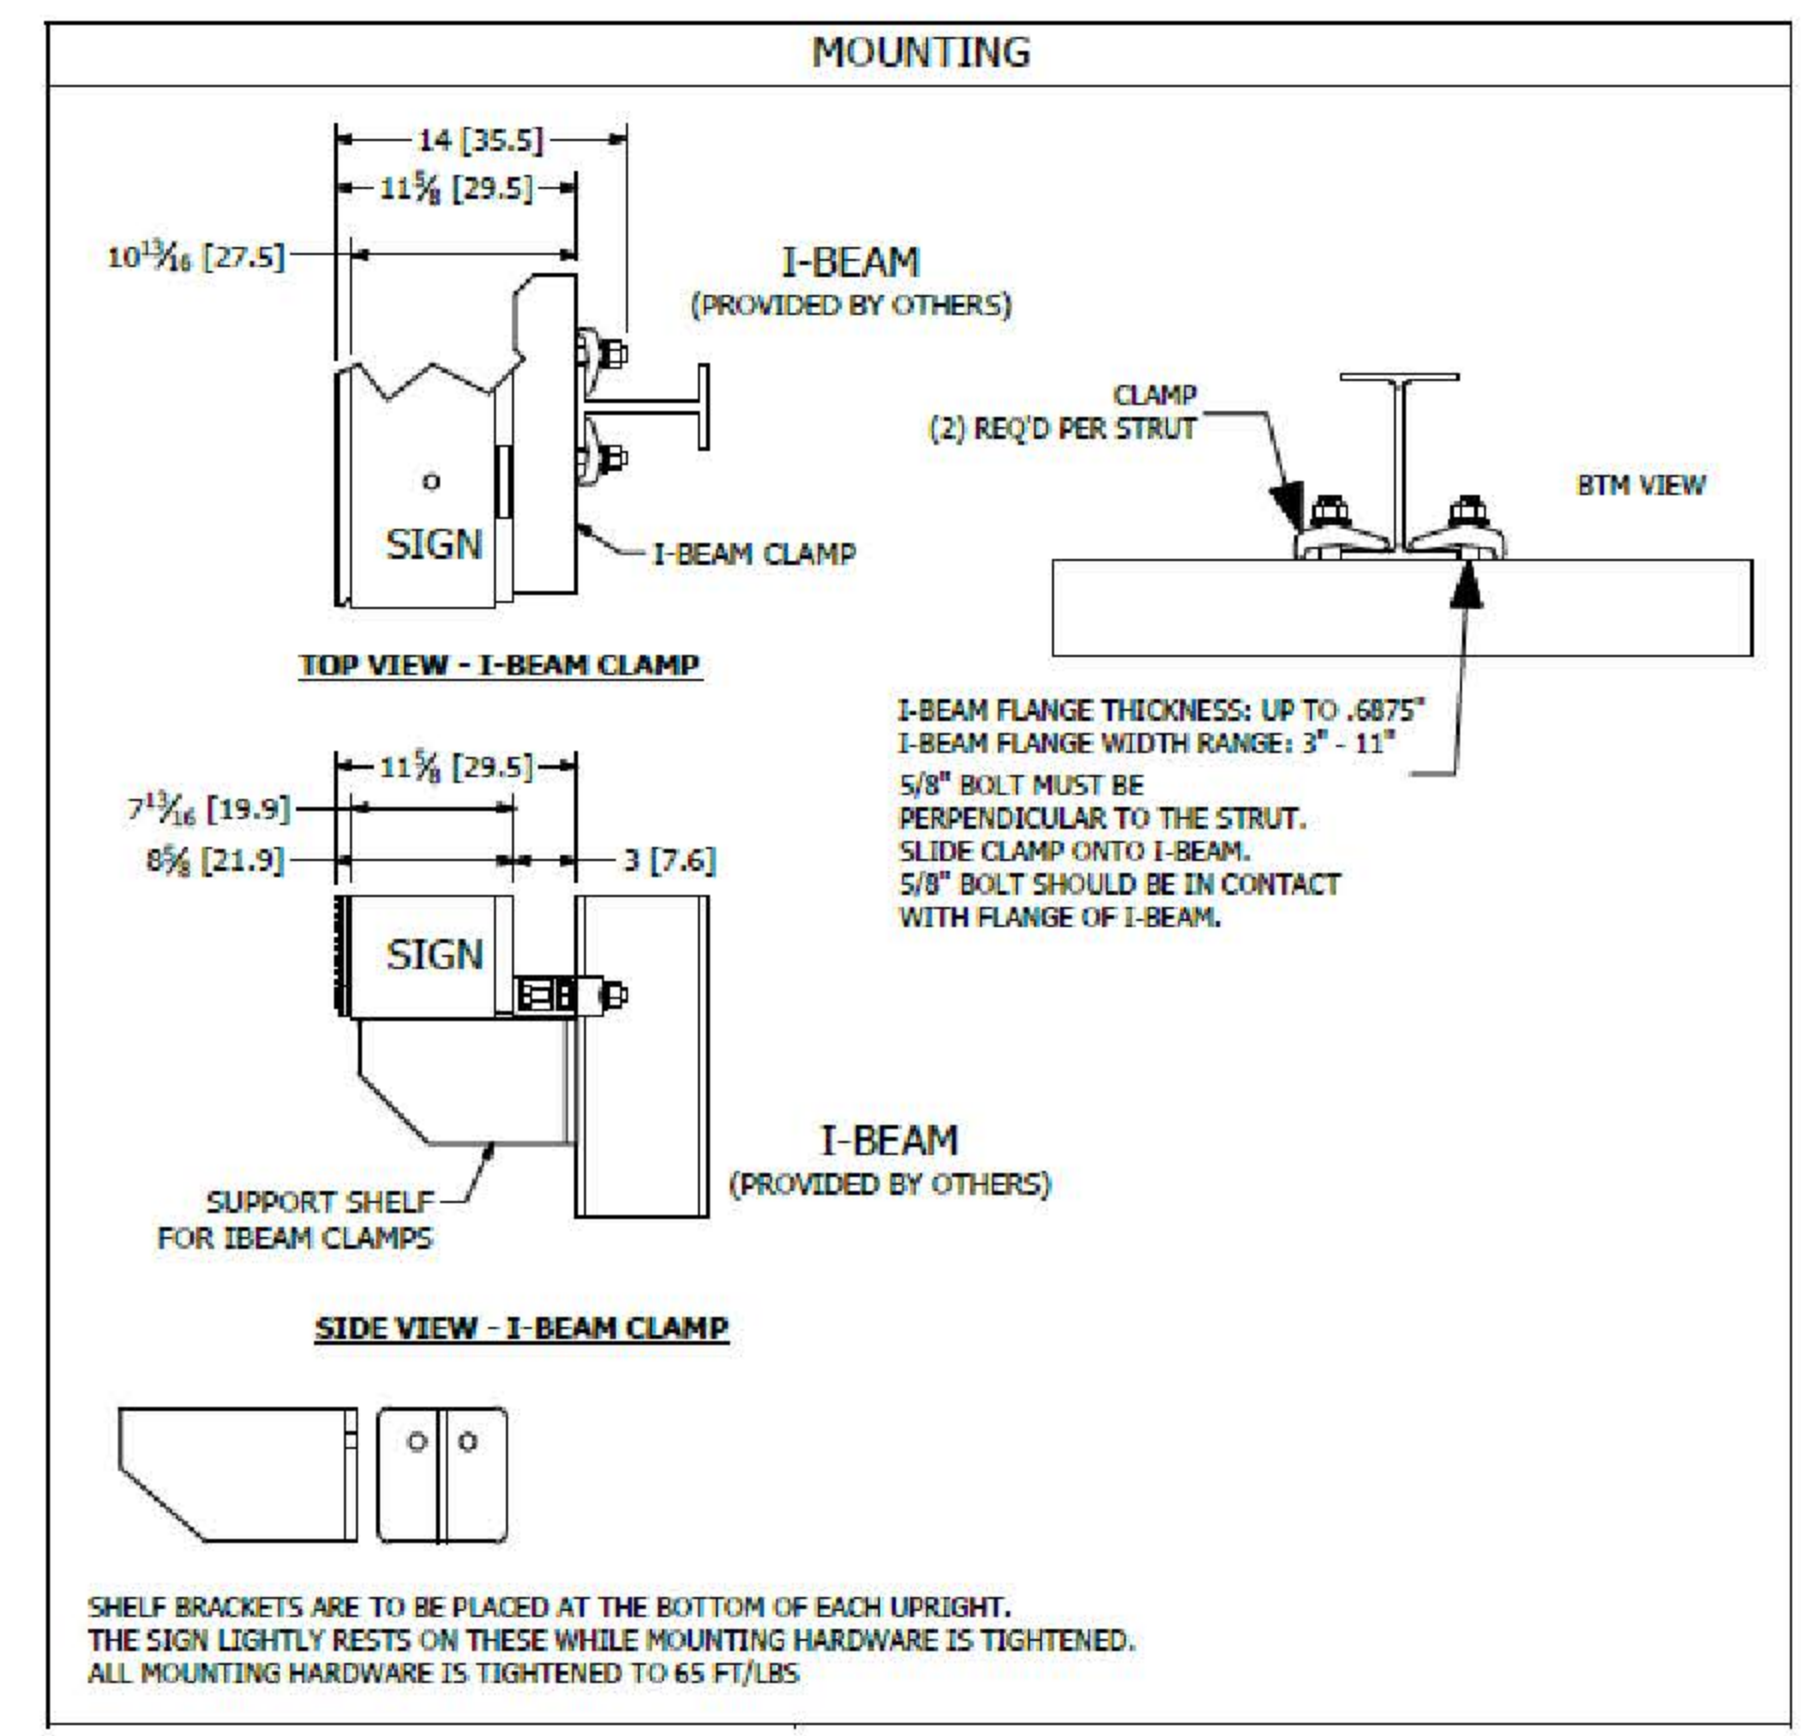 MOUNTING
14 [35.5]
11⅝ [29.5]
10¹³⁄₁₆ [27.5]
I-BEAM
(PROVIDED BY OTHERS)
CLAMP
(2) REQ'D PER STRUT
BTM VIEW
SIGN
I-BEAM CLAMP
TOP VIEW - I-BEAM CLAMP
I-BEAM FLANGE THICKNESS: UP TO .6875"
I-BEAM FLANGE WIDTH RANGE: 3" - 11"
5/8" BOLT MUST BE
PERPENDICULAR TO THE STRUT.
SLIDE CLAMP ONTO I-BEAM.
5/8" BOLT SHOULD BE IN CONTACT
WITH FLANGE OF I-BEAM.
11⅝ [29.5]
7¹³⁄₁₆ [19.9]
8⅝ [21.9]
3 [7.6]
SIGN
I-BEAM
(PROVIDED BY OTHERS)
SUPPORT SHELF
FOR IBEAM CLAMPS
SIDE VIEW - I-BEAM CLAMP
SHELF BRACKETS ARE TO BE PLACED AT THE BOTTOM OF EACH UPRIGHT.
THE SIGN LIGHTLY RESTS ON THESE WHILE MOUNTING HARDWARE IS TIGHTENED.
ALL MOUNTING HARDWARE IS TIGHTENED TO 65 FT/LBS